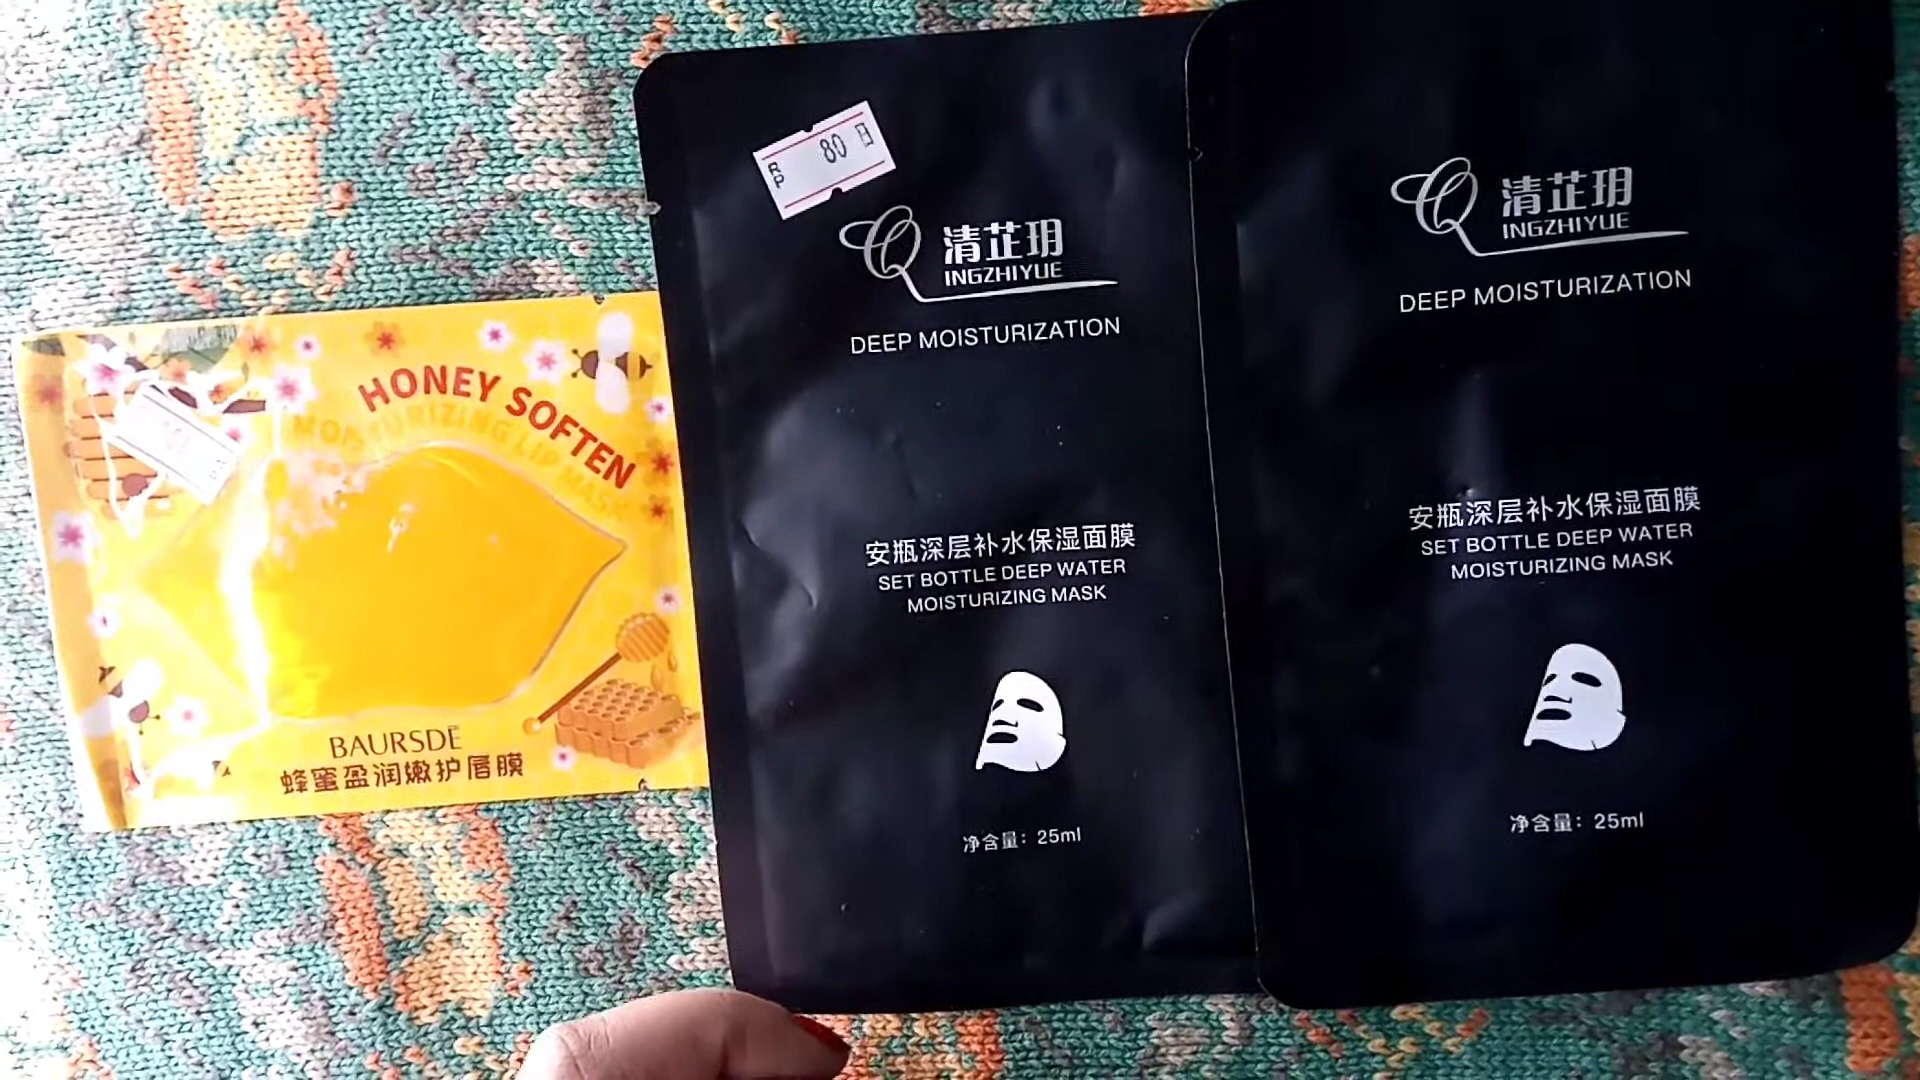 HONEY SOFTEN
MOISTURIZING LIP MASK
BAURSDE
蜂蜜盈润嫩护唇膜
80
清芷玥
INGZHIYUE
DEEP MOISTURIZATION
安瓶深层补水保湿面膜
SET BOTTLE DEEP WATER
MOISTURIZING MASK
净含量：25ml
清芷玥
INGZHIYUE
DEEP MOISTURIZATION
安瓶深层补水保湿面膜
SET BOTTLE DEEP WATER
MOISTURIZING MASK
净含量：25ml